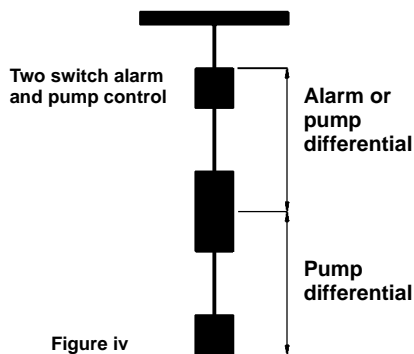 Two switch alarm
and pump control
Alarm or
pump
differential
Pump
differential
Figure iv